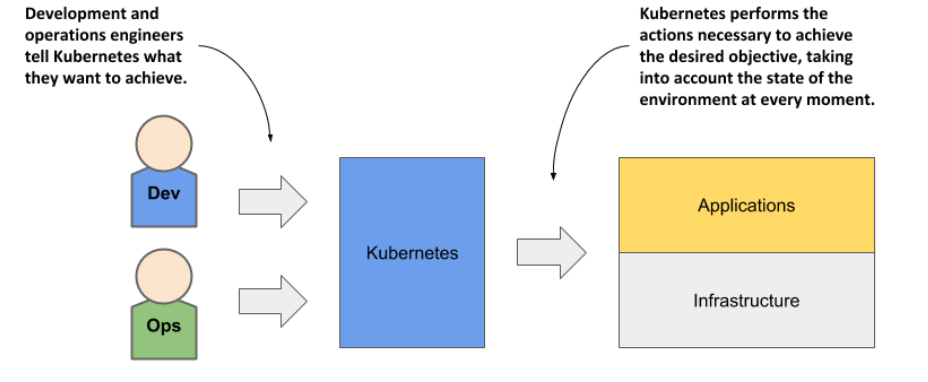 Development and
operations engineers
tell Kubernetes what
they want to achieve.
Kubernetes performs the
actions necessary to achieve
the desired objective, taking
into account the state of the
environment at every moment.
Dev
Ops
Kubernetes
Applications
Infrastructure